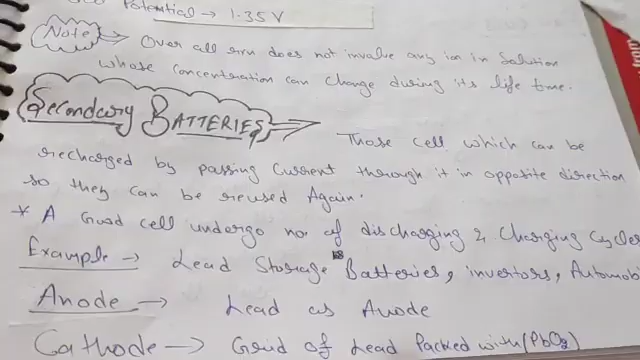 Potential → 1.35 V
Note → Over all rxn does not involve any ion in Solution
whose concentration can change during its life time.
Secondary BATTERIES → Those cell which can be
recharged by passing current through it in opposite direction
so they can be reused Again.
* A Good cell undergo no of discharging & Charging Cycles
Example → Lead Storage Batteries, invertors, Automobi
Anode → Lead as Anode
Cathode → Grid of Lead Packed with (PbO2)